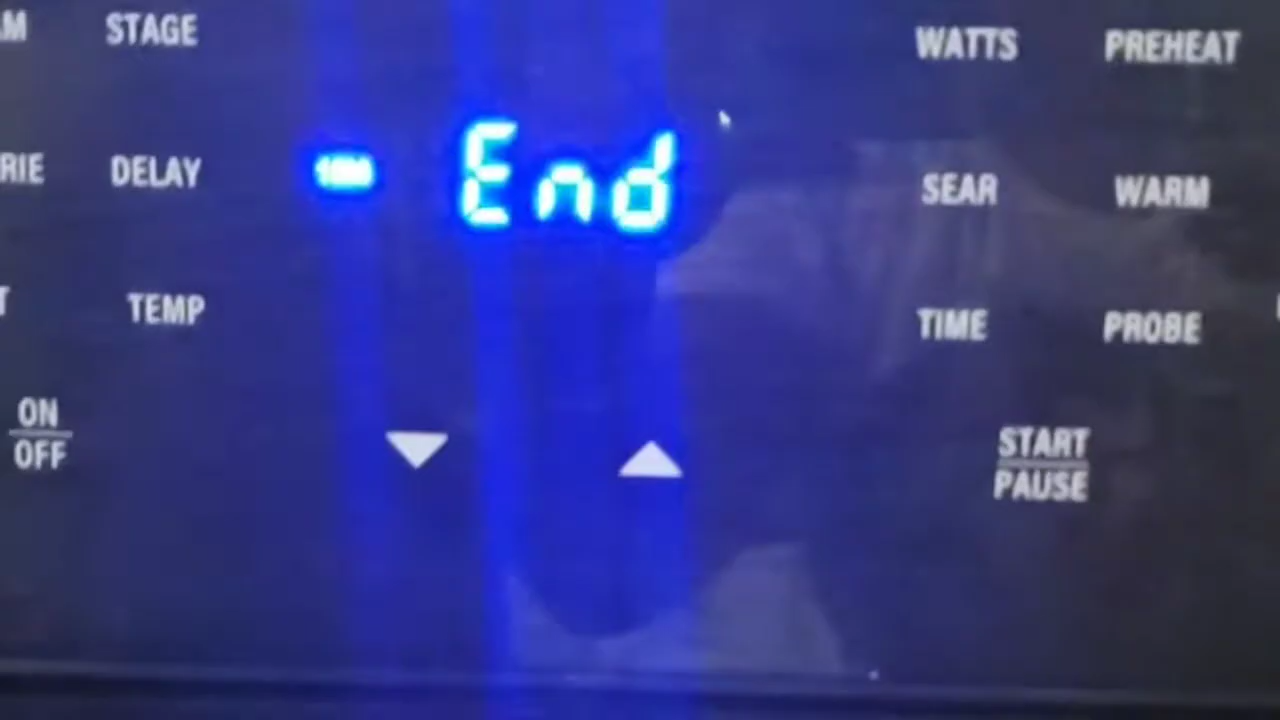 STAGE
WATTS PREHEAT
DELAY
End
SEAR WARM
TEMP
TIME PROBE
ON
OFF
START
PAUSE